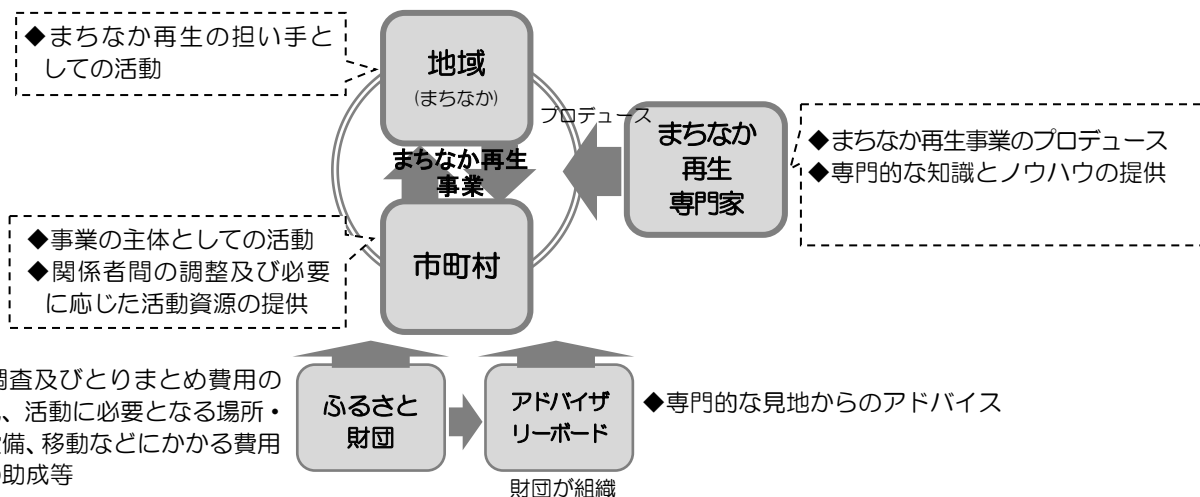 ◆まちなか再生の担い手と
しての活動
地域
(まちなか)
プロデュース
まちなか
再生
専門家
◆まちなか再生事業のプロデュース
◆専門的な知識とノウハウの提供
まちなか再生
事業
◆事業の主体としての活動
◆関係者間の調整及び必要
に応じた活動資源の提供
市町村
調査及びとりまとめ費用の
、活動に必要となる場所・
備、移動などにかかる費用
の助成等
ふるさと
財団
アドバイザ
リーボード
◆専門的な見地からのアドバイス
財団が組織